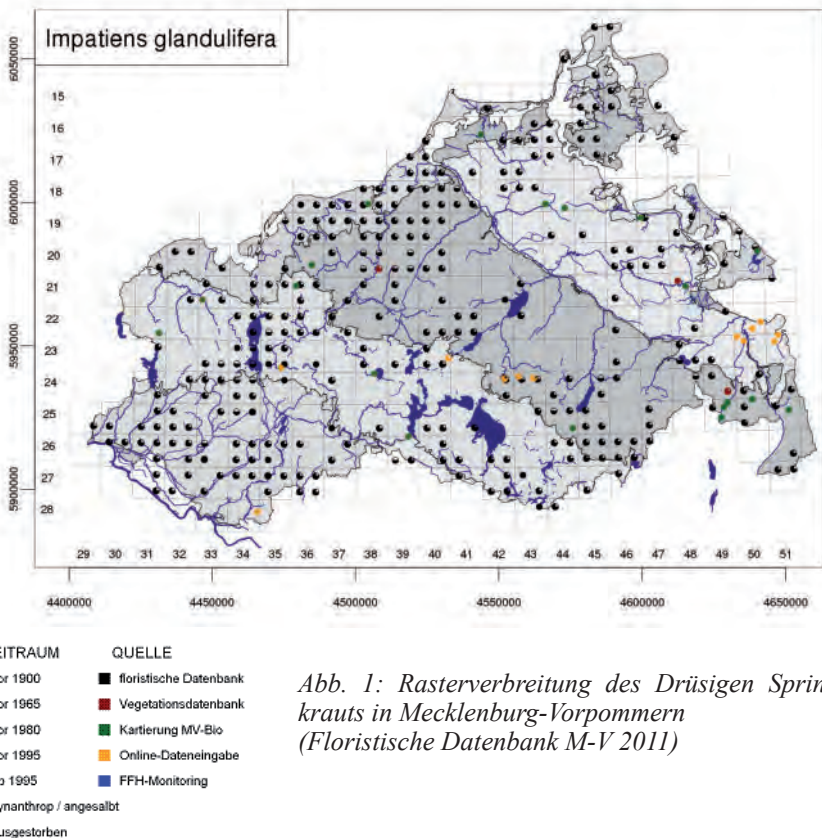 Impatiens glandulifera
6050000
6000000
5950000
5900000
15
16
17
18
19
20
21
22
23
24
25
26
27
28
29 30 31 32 33 34 35 36 37 38 39 40 41 42 43 44 45 46 47 48 49 50 51
4400000 4450000 4500000 4550000 4600000 4650000
EITRAUM QUELLE
or 1900 floristische Datenbank
or 1965 Vegetationsdatenbank
or 1980 Kartierung MV-Bio
or 1995 Online-Dateneingabe
b 1995 FFH-Monitoring
ynanthrop / angesalbt
usgestorben
Abb. 1: Rasterverbreitung des Drüsigen Sprin
krauts in Mecklenburg-Vorpommern
(Floristische Datenbank M-V 2011)